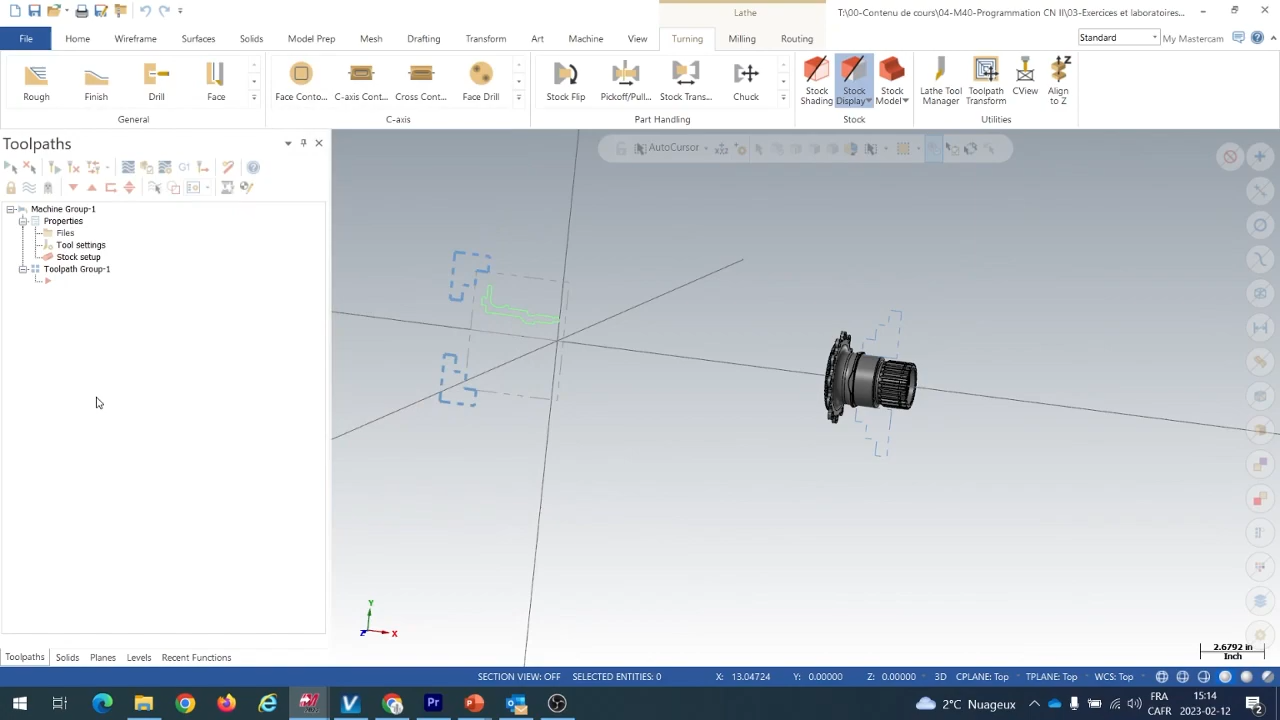 Lathe
T:\00-Contenu de cours\04-M40-Programmation CN II\03-Exercices et laboratoires...
File
Home
Wireframe
Surfaces
Solids
Model Prep
Mesh
Drafting
Transform
Art
Machine
View
Turning
Milling
Routing
Standard
My Mastercam
Rough
Finish
Drill
Face
Face Conto...
C-axis Cont...
Cross Cont...
Face Drill
Stock Flip
Pickoff/Pull...
Stock Trans...
Chuck
Stock Shading
Stock Display
Stock Model
Lathe Tool Manager
Toolpath Transform
CView
Align to Z
General
C-axis
Part Handling
Stock
Utilities
Toolpaths
AutoCursor
G1
Machine Group-1
Properties
Files
Tool settings
Stock setup
Toolpath Group-1
Y
Z
X
2.6792 in
Inch
Toolpaths
Solids
Planes
Levels
Recent Functions
SECTION VIEW: OFF
SELECTED ENTITIES: 0
X: 13.04724
Y: 0.00000
Z: 0.00000
3D
CPLANE: Top
TPLANE: Top
WCS: Top
2°C Nuageux
FRA
CAFR
15:14
2023-02-12
2